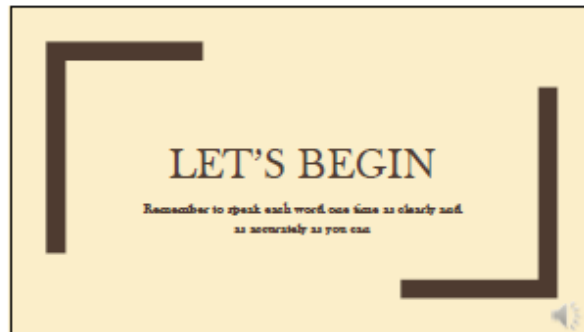 LET'S BEGIN
Remember to speak each word one time as clearly and
as accurately as you can